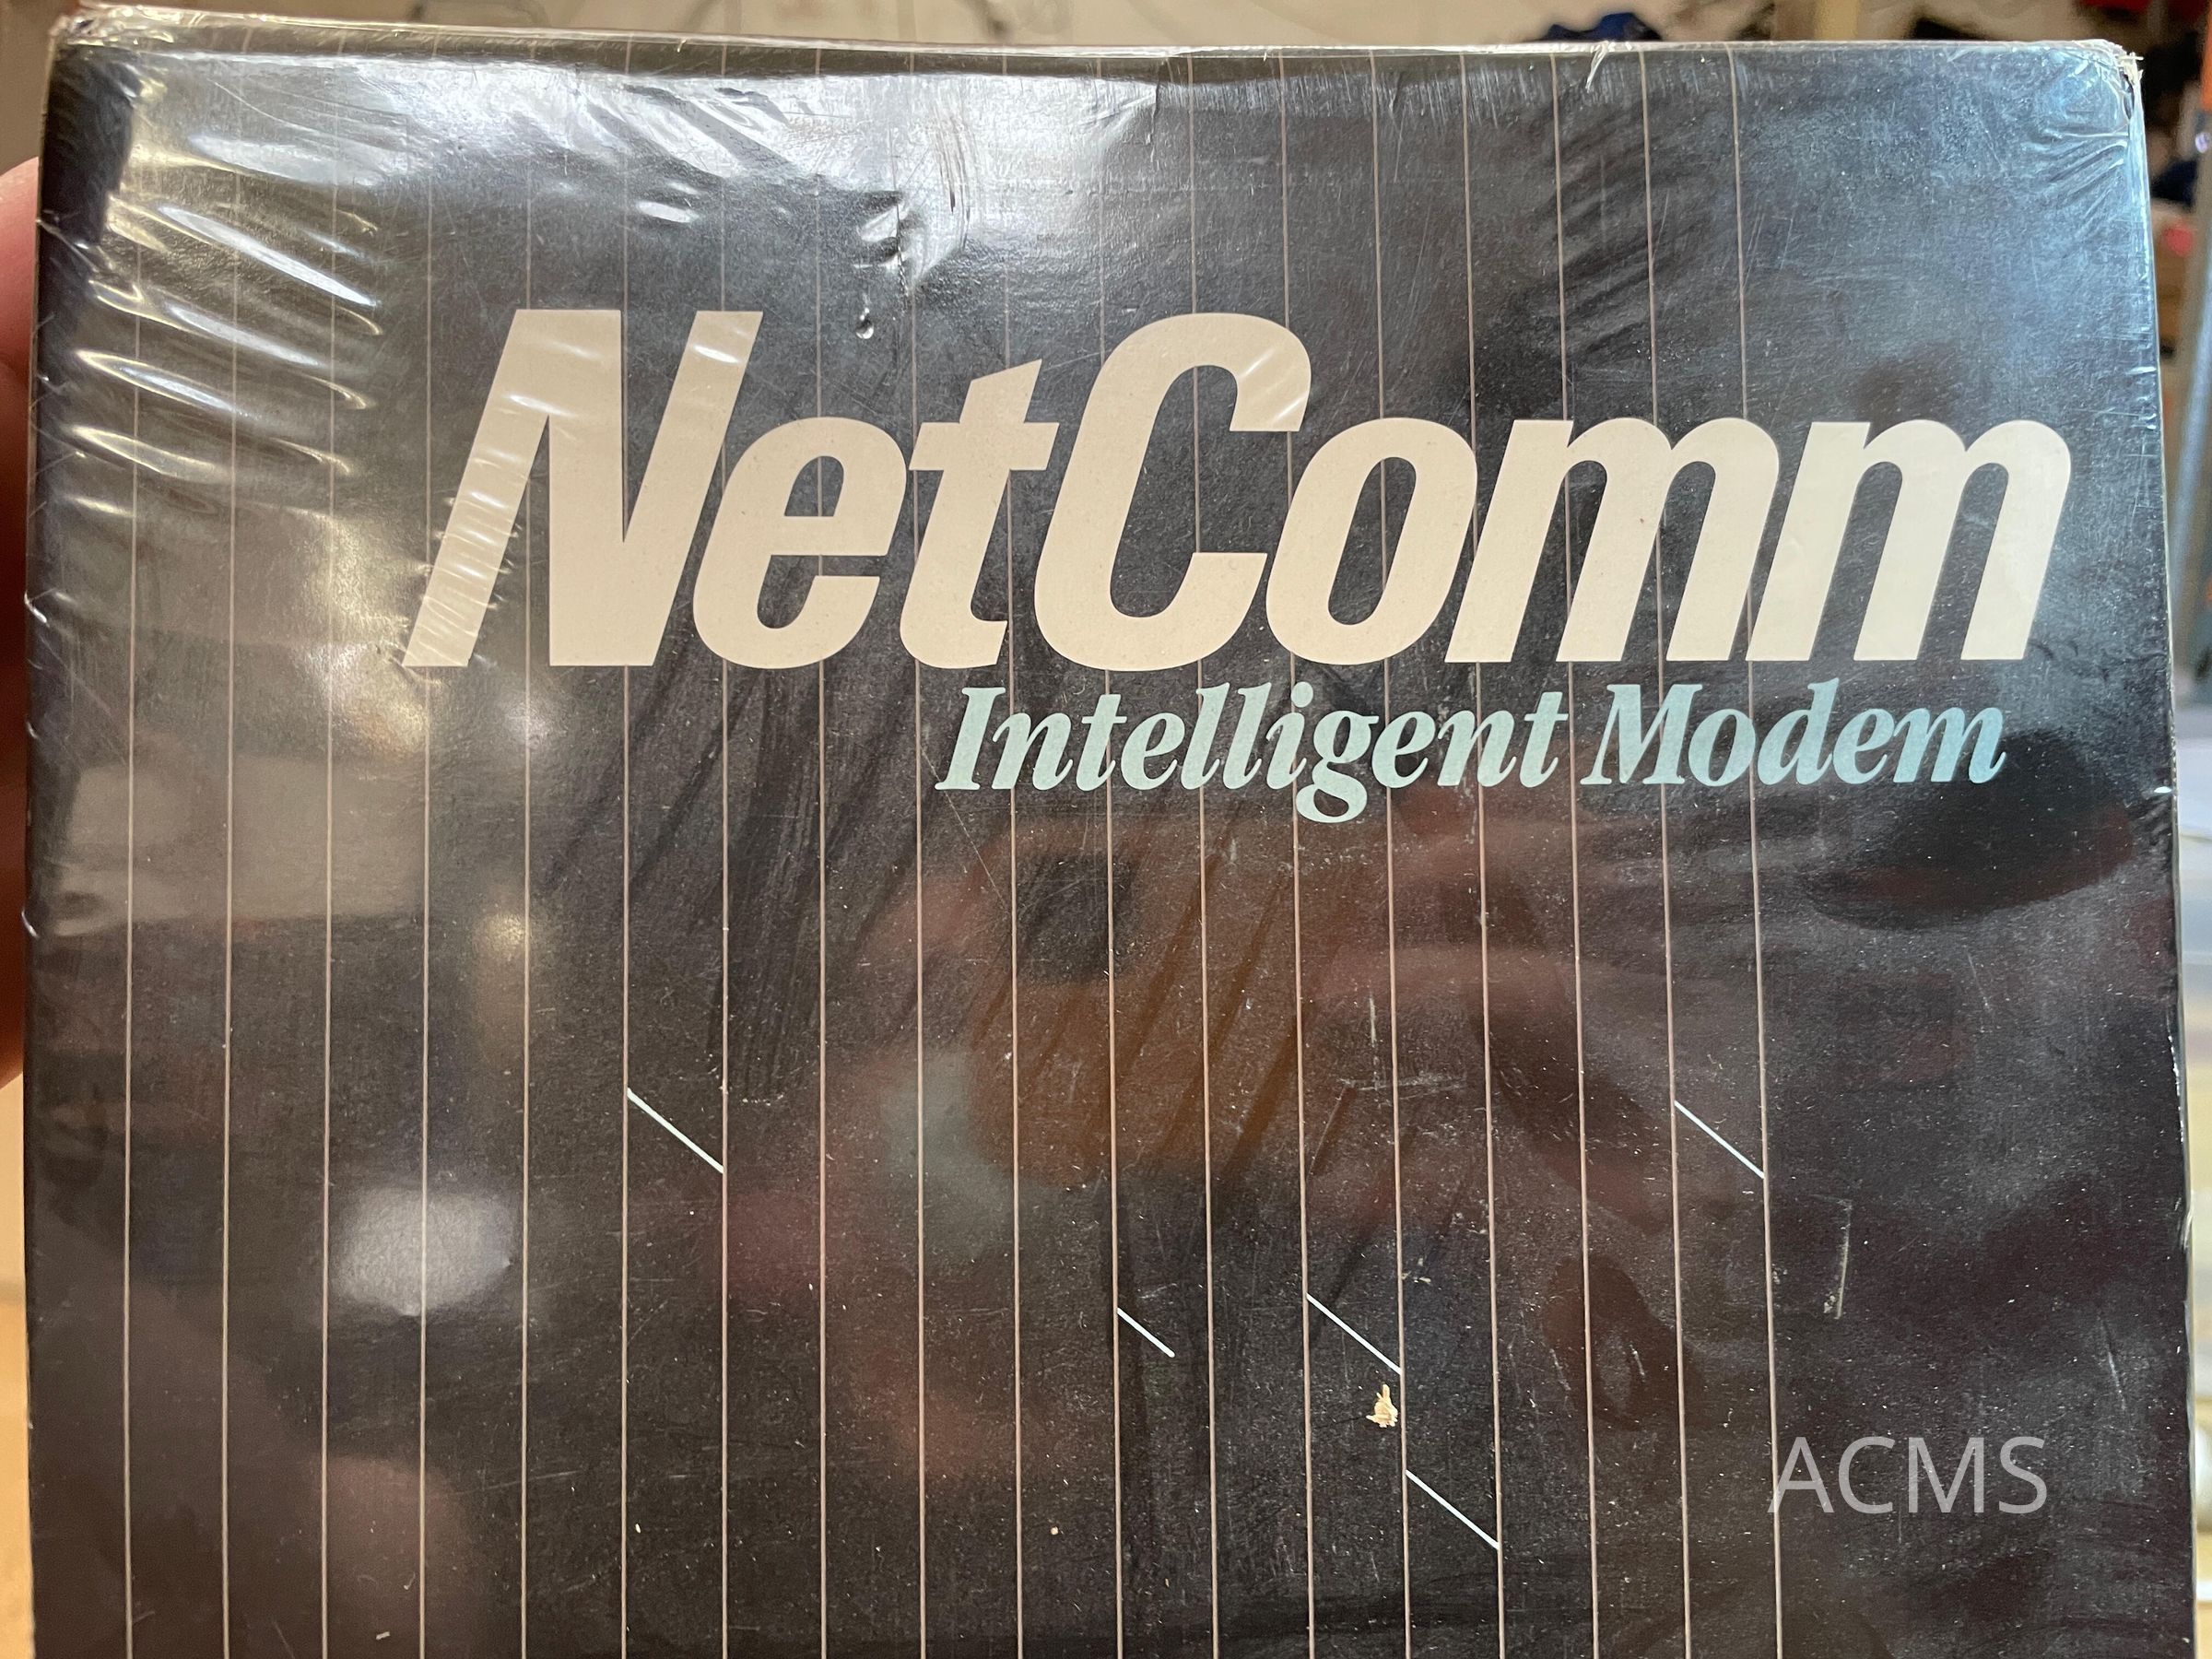 NetComm
Intelligent Modem
ACMS